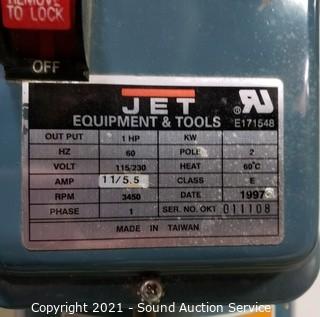 REMOVE
TO LOCK
OFF
JET
EQUIPMENT & TOOLS
® E171548
OUT PUT 1 HP KW
HZ 60 POLE 2
VOLT 115/230 HEAT 60°C
AMP 11/5.5 CLASS E
RPM 3450 DATE 1997
PHASE 1 SER. NO. OKT 011108
MADE IN TAIWAN
Copyright 2021 - Sound Auction Service